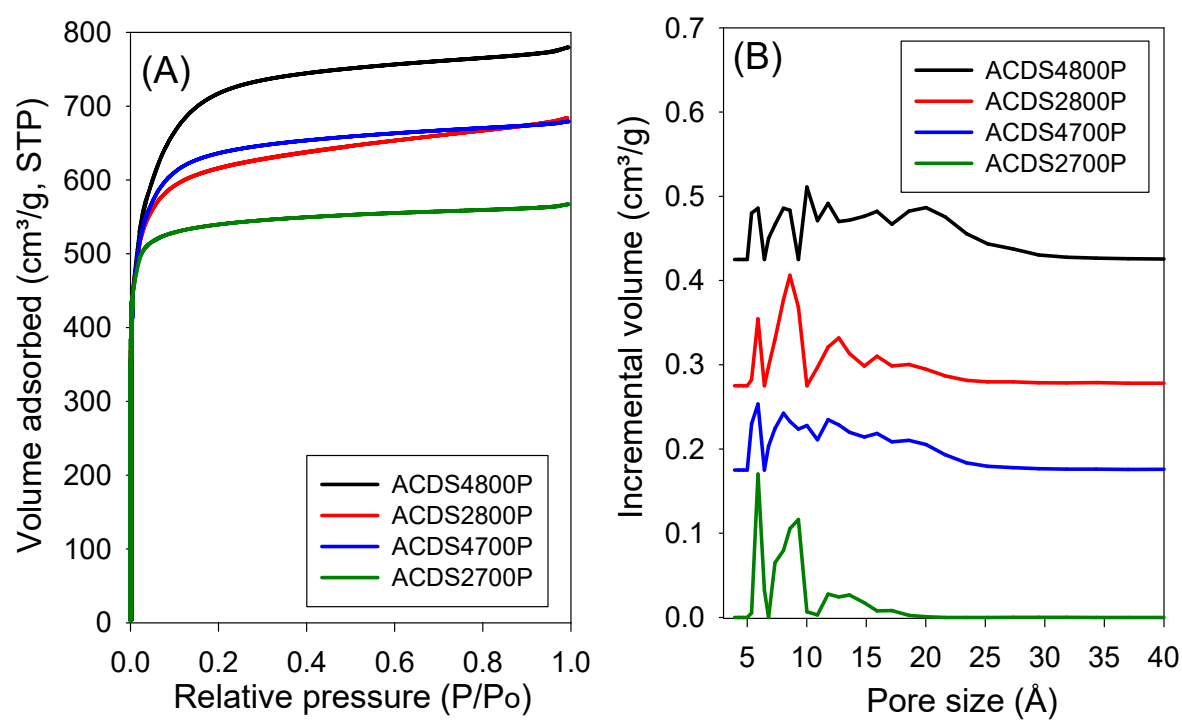 (A)
Volume adsorbed (cm³/g, STP)
800
700
600
500
400
300
200
100
0
ACDS4800P
ACDS2800P
ACDS4700P
ACDS2700P
0.0 0.2 0.4 0.6 0.8 1.0
Relative pressure (P/Po)
(B)
Incremental volume (cm³/g)
0.7
0.6
0.5
0.4
0.3
0.2
0.1
0.0
ACDS4800P
ACDS2800P
ACDS4700P
ACDS2700P
5 10 15 20 25 30 35 40
Pore size (Å)